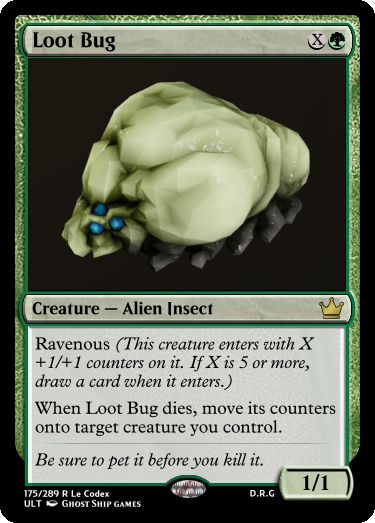 Loot Bug X
Creature — Alien Insect
Ravenous (This creature enters with X
+1/+1 counters on it. If X is 5 or more,
draw a card when it enters.)
When Loot Bug dies, move its counters
onto target creature you control.
Be sure to pet it before you kill it.
1/1
175/289 R Le Codex
D.R.G
ULT Ghost Ship games